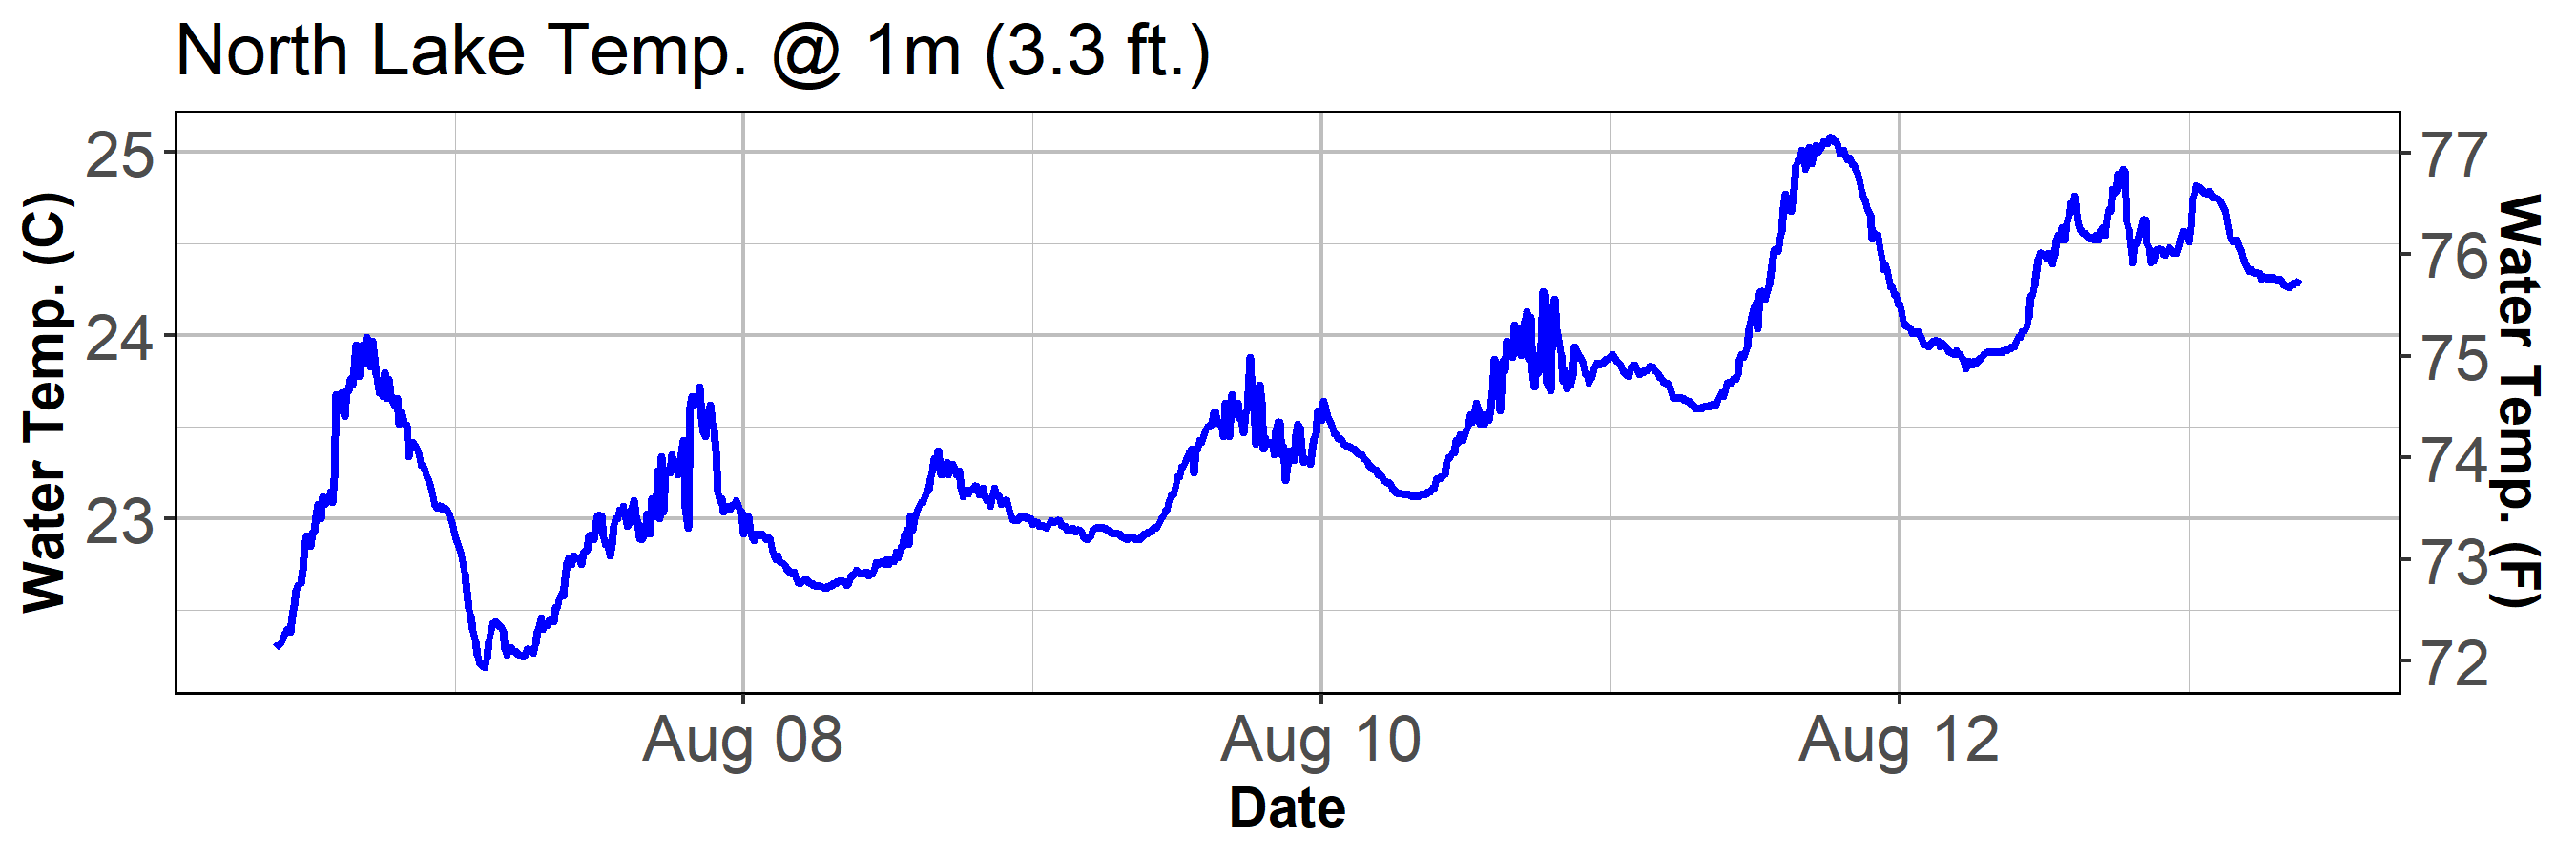 North Lake Temp. @ 1m (3.3 ft.)
Water Temp. (C)
25
24
23
77
76
75
74
73
72
Water Temp. (F)
Aug 08
Aug 10
Aug 12
Date